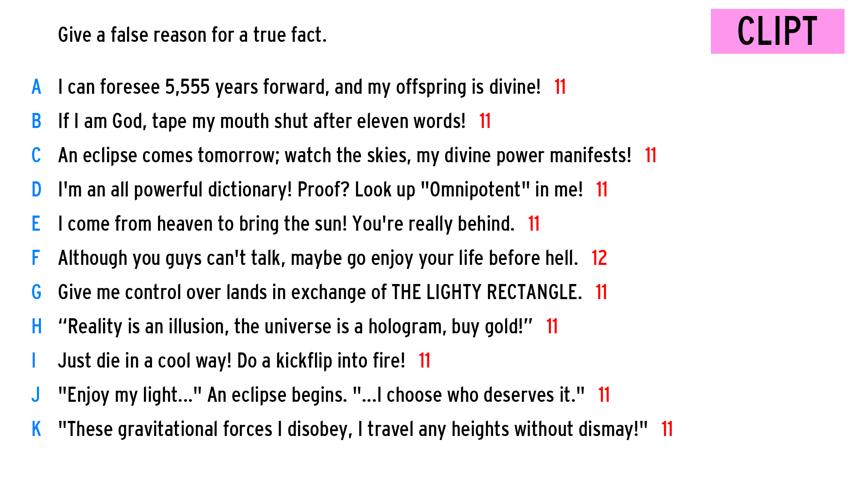 Give a false reason for a true fact.
CLIPT
A I can foresee 5,555 years forward, and my offspring is divine! 11
B If I am God, tape my mouth shut after eleven words! 11
C An eclipse comes tomorrow; watch the skies, my divine power manifests! 11
D I'm an all powerful dictionary! Proof? Look up "Omnipotent" in me! 11
E I come from heaven to bring the sun! You're really behind. 11
F Although you guys can't talk, maybe go enjoy your life before hell. 12
G Give me control over lands in exchange of THE LIGHTY RECTANGLE. 11
H “Reality is an illusion, the universe is a hologram, buy gold!” 11
I Just die in a cool way! Do a kickflip into fire! 11
J "Enjoy my light..." An eclipse begins. "...I choose who deserves it." 11
K "These gravitational forces I disobey, I travel any heights without dismay!" 11